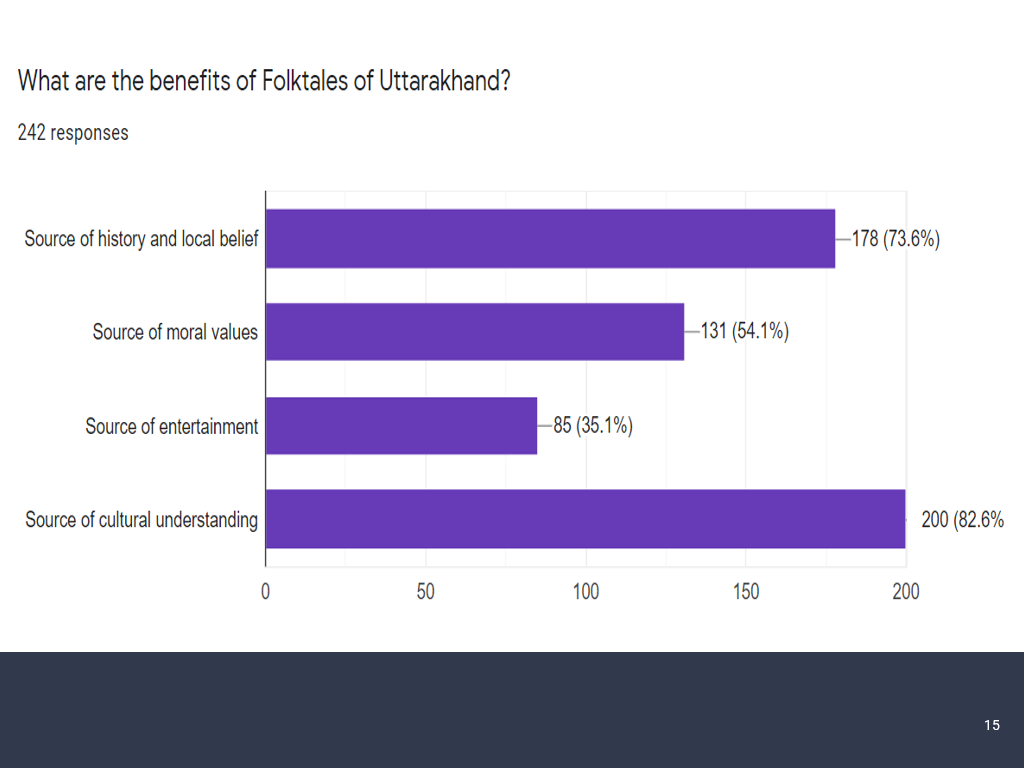 What are the benefits of Folktales of Uttarakhand?
242 responses
Source of history and local belief 178 (73.6%)
Source of moral values 131 (54.1%)
Source of entertainment 85 (35.1%)
Source of cultural understanding 200 (82.6%
0 50 100 150 200
15